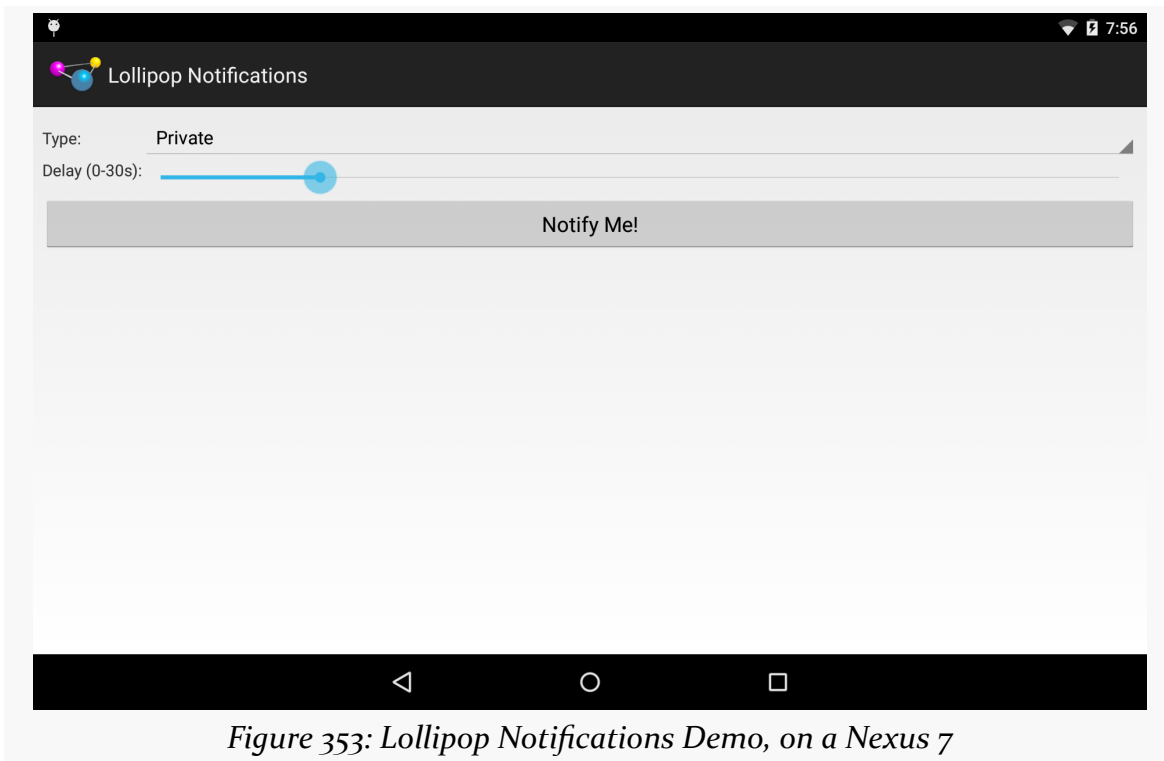 7:56
Lollipop Notifications
Type: Private
Delay (0-30s):
Notify Me!
Figure 353: Lollipop Notifications Demo, on a Nexus 7